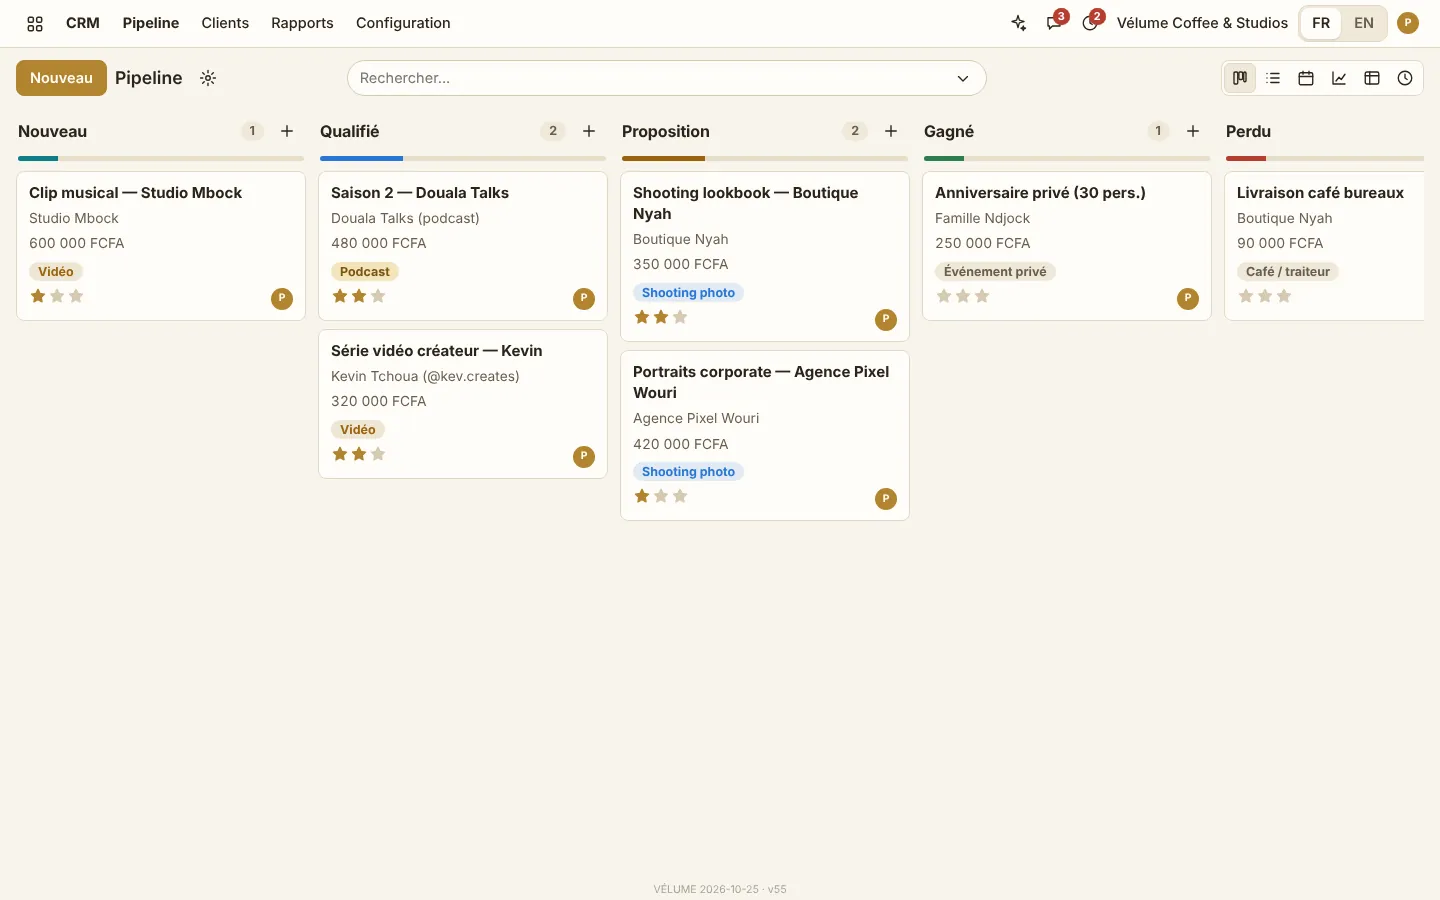 CRM Pipeline Clients Rapports Configuration 3 2 Vélume Coffee & Studios FR EN P
Nouveau Pipeline Rechercher...
Nouveau 1
Clip musical — Studio Mbock
Studio Mbock
600 000 FCFA
Vidéo
P
Qualifié 2
Saison 2 — Douala Talks
Douala Talks (podcast)
480 000 FCFA
Podcast
P
Série vidéo créateur — Kevin
Kevin Tchoua (@kev.creates)
320 000 FCFA
Vidéo
P
Proposition 2
Shooting lookbook — Boutique
Nyah
Boutique Nyah
350 000 FCFA
Shooting photo
P
Portraits corporate — Agence Pixel
Wouri
Agence Pixel Wouri
420 000 FCFA
Shooting photo
P
Gagné 1
Anniversaire privé (30 pers.)
Famille Ndjock
250 000 FCFA
Événement privé
P
Perdu
Livraison café bureaux
Boutique Nyah
90 000 FCFA
Café / traiteur
VÉLUME 2026-10-25 · v55